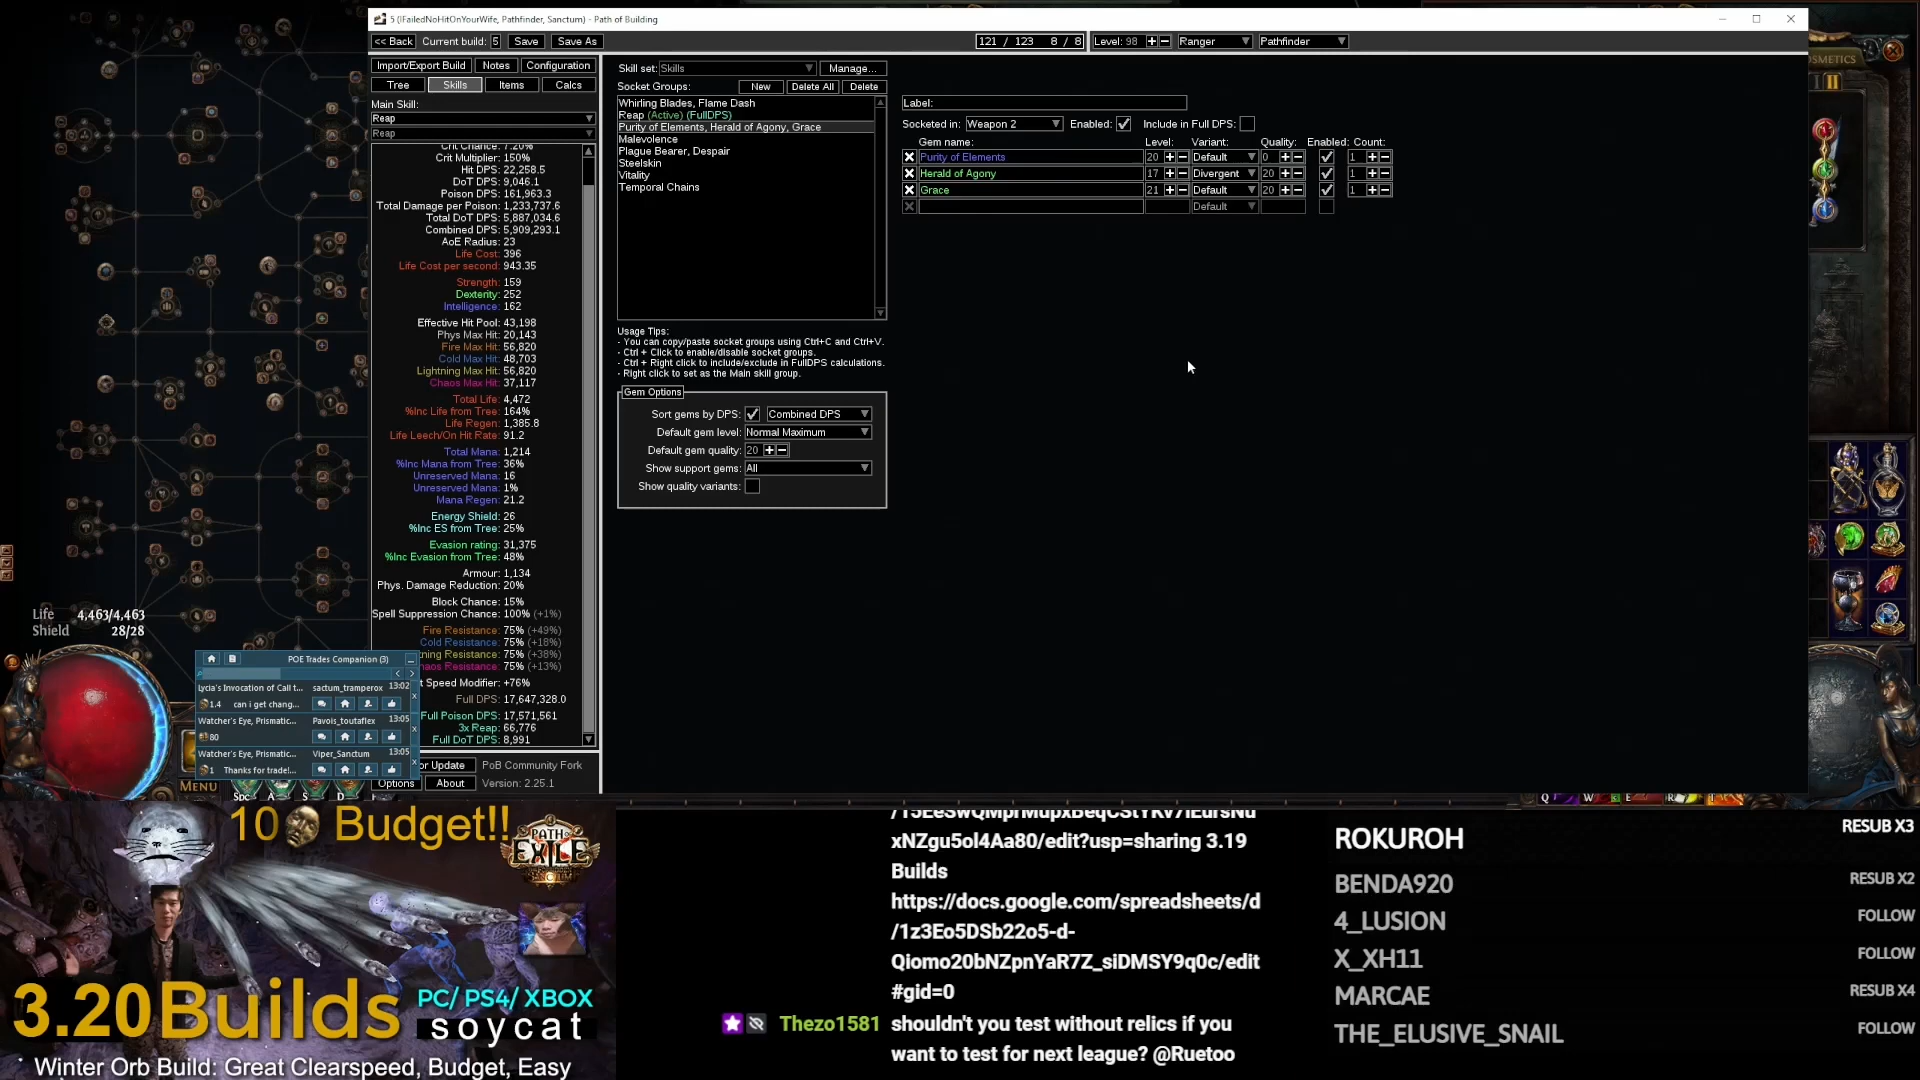 5 (IFailedNoHitOnYourWife, Pathfinder, Sanctum) - Path of Building
<< Back Current build: 5 Save Save As 121 / 123 8 / 8 Level: 98 Ranger Pathfinder
Import/Export Build Notes Configuration
Tree Skills Items Calcs
Main Skill:
Reap
Reap
Crit Chance: 7.20%
Crit Multiplier: 150%
Hit DPS: 22,258.5
DoT DPS: 9,046.1
Poison DPS: 161,963.3
Total Damage per Poison: 1,233,737.6
Total DoT DPS: 5,887,034.6
Combined DPS: 5,909,293.1
AoE Radius: 23
Life Cost: 396
Life Cost per second: 943.35
Strength: 159
Dexterity: 252
Intelligence: 162
Effective Hit Pool: 43,198
Phys Max Hit: 20,143
Fire Max Hit: 56,820
Cold Max Hit: 48,703
Lightning Max Hit: 56,820
Chaos Max Hit: 37,117
Total Life: 4,472
%Inc Life from Tree: 164%
Life Regen: 1,385.8
Life Leech/On Hit Rate: 91.2
Total Mana: 1,214
%Inc Mana from Tree: 36%
Unreserved Mana: 16
Unreserved Mana: 1%
Mana Regen: 21.2
Energy Shield: 26
%Inc ES from Tree: 25%
Evasion rating: 31,375
%Inc Evasion from Tree: 48%
Armour: 1,134
Phys. Damage Reduction: 20%
Block Chance: 15%
Spell Suppression Chance: 100% (+1%)
Fire Resistance: 75% (+49%)
Cold Resistance: 75% (+18%)
tning Resistance: 75% (+38%)
haos Resistance: 75% (+13%)
t Speed Modifier: +76%
Full DPS: 17,647,328.0
Full Poison DPS: 17,571,561
3x Reap: 66,776
Full DoT DPS: 8,991
or Update PoB Community Fork
Options About Version: 2.25.1
Skill set: Skills Manage...
Socket Groups: New Delete All Delete
Whirling Blades, Flame Dash
Reap (Active) (FullDPS)
Purity of Elements, Herald of Agony, Grace
Malevolence
Plague Bearer, Despair
Steelskin
Vitality
Temporal Chains
Usage Tips:
- You can copy/paste socket groups using Ctrl+C and Ctrl+V.
- Ctrl + Click to enable/disable socket groups.
- Ctrl + Right click to include/exclude in FullDPS calculations.
- Right click to set as the Main skill group.
Gem Options
Sort gems by DPS: Combined DPS
Default gem level: Normal Maximum
Default gem quality: 20
Show support gems: All
Show quality variants:
Label:
Socketed in: Weapon 2 Enabled: Include in Full DPS:
Gem name: Level: Variant: Quality: Enabled: Count:
Purity of Elements 20 Default 0 1
Herald of Agony 17 Divergent 20 1
Grace 21 Default 20 1
Default
OSMETICS
II
Life 4,463/4,463
Shield 28/28
POE Trades Companion (3)
Lycia's Invocation of Call t... sactum_tramperox 13:02
1.4 can i get chang...
Watcher's Eye, Prismatic... Pavois_toutaflex 13:05
80
Watcher's Eye, Prismatic... Viper_Sanctum 13:05
1 Thanks for trade!...
MENU
Spc A S D
Q W E R T
10 Budget!!
PATH OF EXILE
3.20Builds
PC/ PS4/ XBOX
soycat
Winter Orb Build: Great Clearspeed, Budget, Easy
xNZgu5ol4Aa80/edit?usp=sharing 3.19
Builds
https://docs.google.com/spreadsheets/d
/1z3Eo5DSb22o5-d-
Qiomo20bNZpnYaR7Z_siDMSY9q0c/edit
#gid=0
Thezo1581 shouldn't you test without relics if you
want to test for next league? @Ruetoo
ROKUROH RESUB X3
BENDA920 RESUB X2
4_LUSION FOLLOW
X_XH11 FOLLOW
MARCAE RESUB X4
THE_ELUSIVE_SNAIL FOLLOW